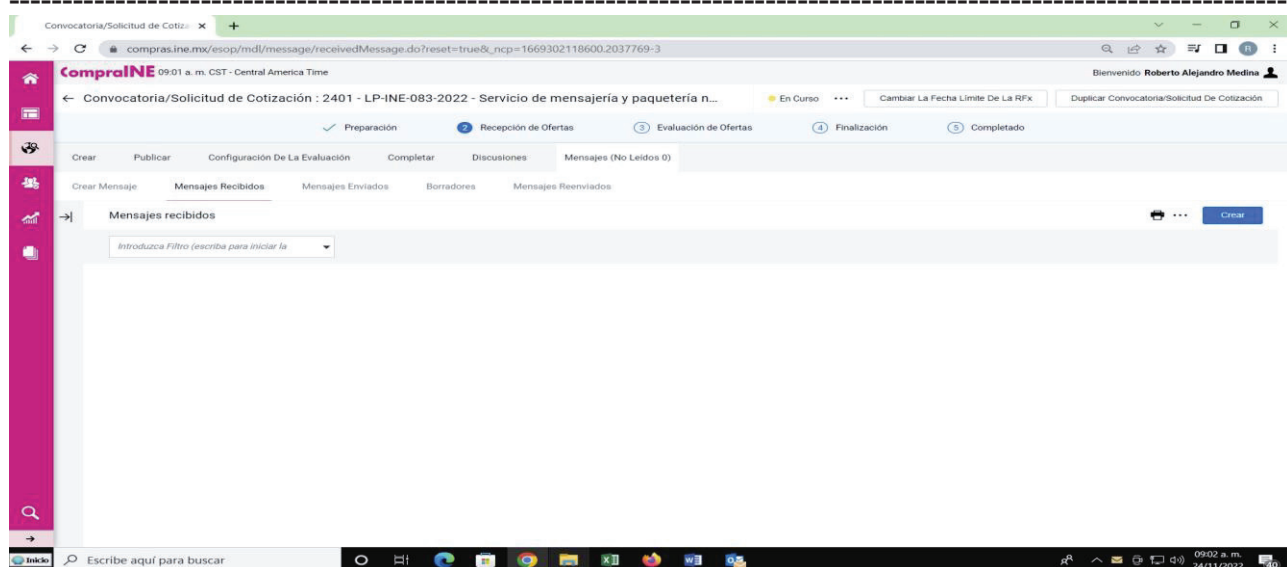 Convocatoria/Solicitud de Cotiza
compras.ine.mx/esop/mdl/message/receivedMessage.do?reset=true&_ncp=1669302118600.2037769-3
CompraINE 09:01 a. m. CST - Central America Time
Bienvenido Roberto Alejandro Medina
Convocatoria/Solicitud de Cotización : 2401 - LP-INE-083-2022 - Servicio de mensajería y paquetería n...
En Curso
Cambiar La Fecha Límite De La RFx
Duplicar Convocatoria/Solicitud De Cotización
Preparación
2 Recepción de Ofertas
3 Evaluación de Ofertas
4 Finalización
5 Completado
Crear
Publicar
Configuración De La Evaluación
Completar
Discusiones
Mensajes (No Leídos 0)
Crear Mensaje
Mensajes Recibidos
Mensajes Enviados
Borradores
Mensajes Reenviados
Mensajes recibidos
Crear
Introduzca Filtro (escriba para iniciar la
Inicio
Escribe aquí para buscar
09:02 a. m.
24/11/2022